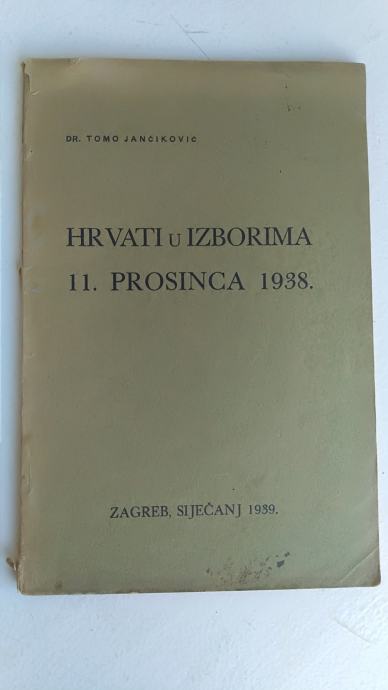 DR. TOMO JANČIKOVIĆ
HRVATI U IZBORIMA
11. PROSINCA 1938.
ZAGREB, SIJEČANJ 1939.